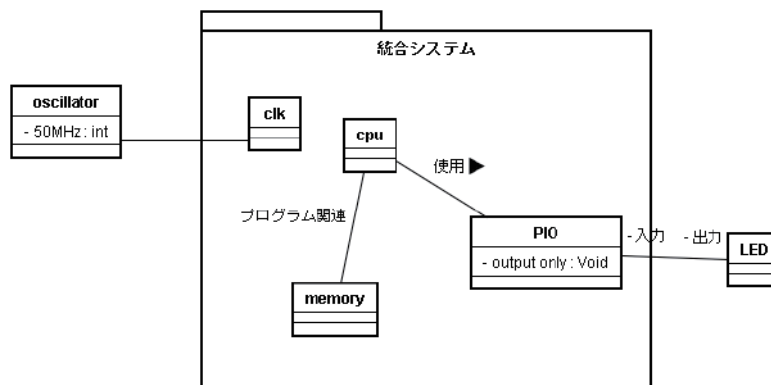 統合システム
oscillator
- 50MHz : int
clk
cpu
使用 ▶
プログラム関連
PIO
- output only : Void
- 入力
- 出力
LED
memory